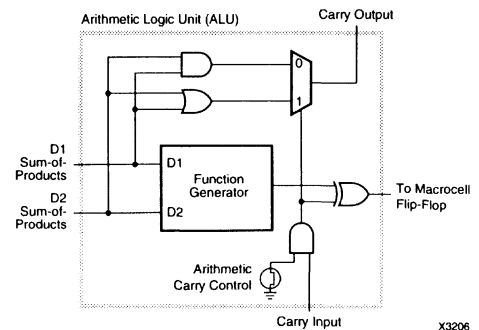 Arithmetic Logic Unit (ALU)
Carry Output
0
1
D1
Sum-of-
Products
D1
Function
Generator
D2
Sum-of-
Products
D2
To Macrocell
Flip-Flop
Arithmetic
Carry Control
Carry Input
X3206